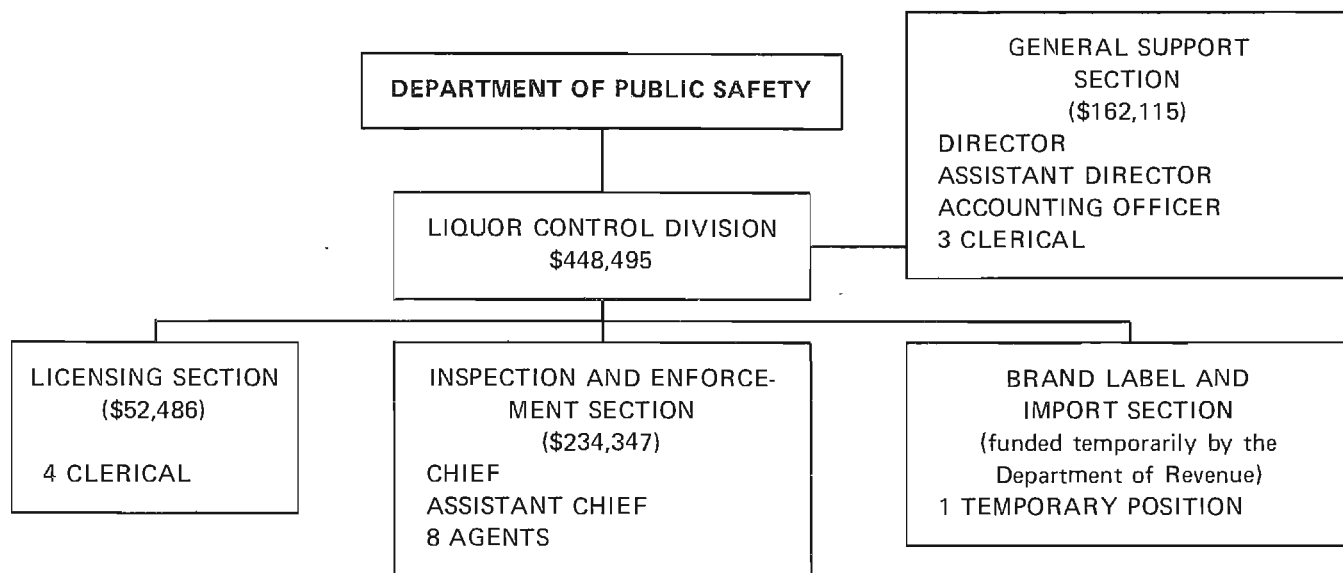 DEPARTMENT OF PUBLIC SAFETY
GENERAL SUPPORT
SECTION
($162,115)
DIRECTOR
ASSISTANT DIRECTOR
ACCOUNTING OFFICER
3 CLERICAL
LIQUOR CONTROL DIVISION
$448,495
LICENSING SECTION
($52,486)
4 CLERICAL
INSPECTION AND ENFORCE-
MENT SECTION
($234,347)
CHIEF
ASSISTANT CHIEF
8 AGENTS
BRAND LABEL AND
IMPORT SECTION
(funded temporarily by the
Department of Revenue)
1 TEMPORARY POSITION